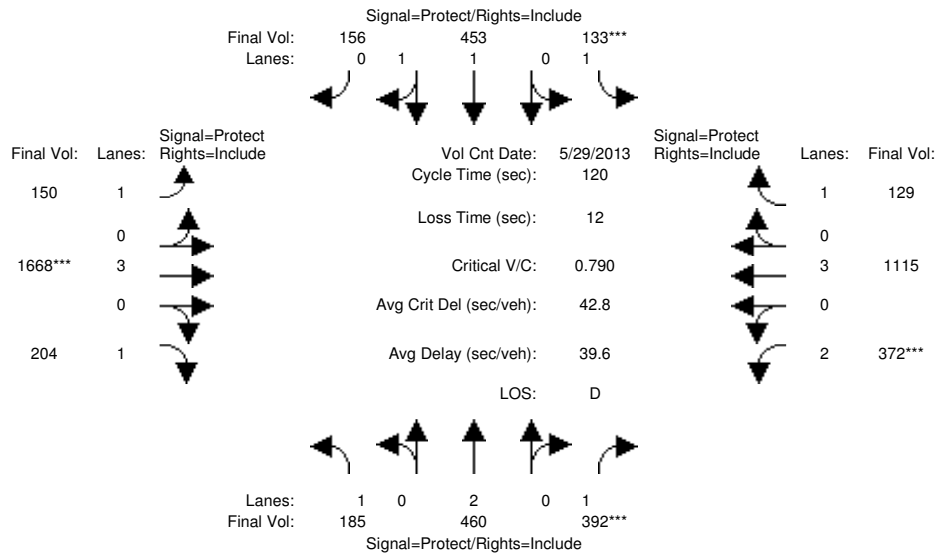 Signal=Protect/Rights=Include
Final Vol: 156 453 133***
Lanes: 0 1 1 0 1
Signal=Protect
Final Vol: Lanes: Rights=Include
Vol Cnt Date: 5/29/2013
Signal=Protect
Rights=Include Lanes: Final Vol:
Cycle Time (sec): 120
150 1
1 129
Loss Time (sec): 12
0
0
1668*** 3
Critical V/C: 0.790
3 1115
0
Avg Crit Del (sec/veh): 42.8
0
204 1
Avg Delay (sec/veh): 39.6
2 372***
LOS: D
Lanes: 1 0 2 0 1
Final Vol: 185 460 392***
Signal=Protect/Rights=Include